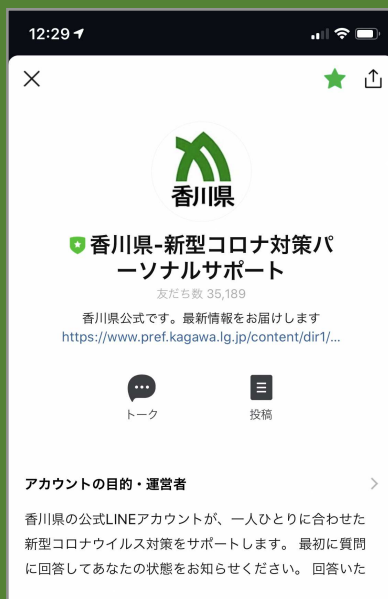 12:29
香川県
香川県-新型コロナ対策パ
ーソナルサポート
友だち数 35,189
香川県公式です。最新情報をお届けします
https://www.pref.kagawa.lg.jp/content/dir1/...
トーク
投稿
アカウントの目的・運営者
香川県の公式LINEアカウントが、一人ひとりに合わせた
新型コロナウイルス対策をサポートします。 最初に質問
に回答してあなたの状態をお知らせください。 回答いた